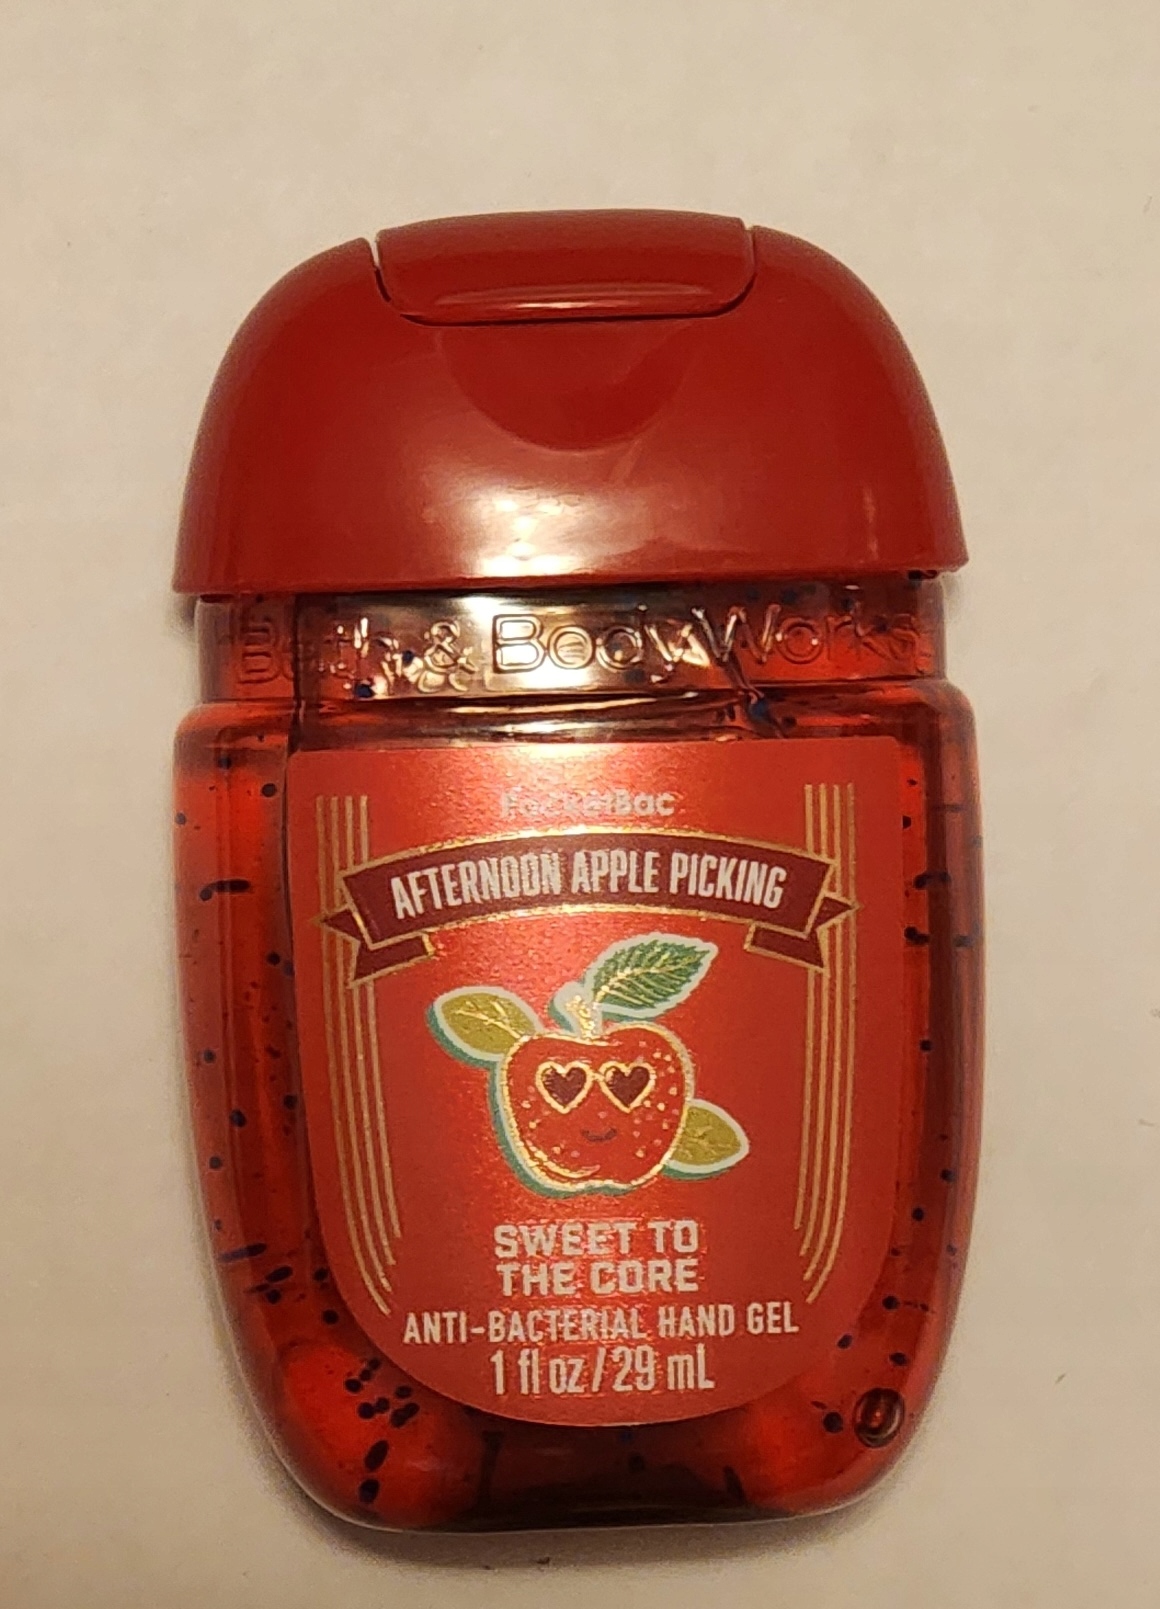 Bath & Body Works
PocketBac
AFTERNOON APPLE PICKING
SWEET TO
THE CORE
ANTI-BACTERIAL HAND GEL
1 fl oz / 29 mL